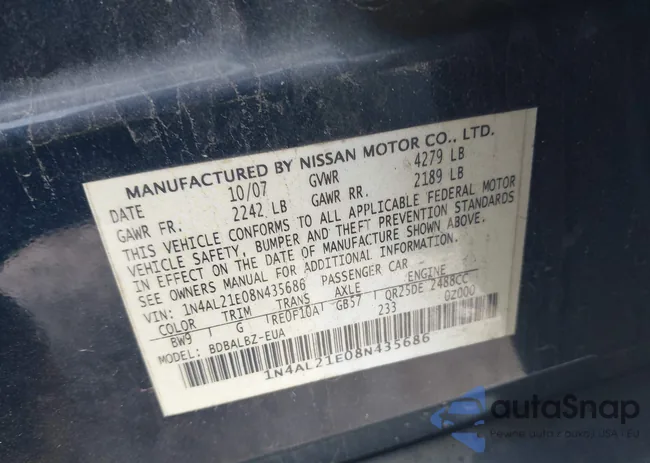 MANUFACTURED BY NISSAN MOTOR CO., LTD.
DATE 10/07 GVWR 4279 LB
GAWR FR. 2242 LB GAWR RR. 2189 LB
THIS VEHICLE CONFORMS TO ALL APPLICABLE FEDERAL MOTOR
VEHICLE SAFETY, BUMPER AND THEFT PREVENTION STANDARDS
IN EFFECT ON THE DATE OF MANUFACTURE SHOWN ABOVE.
SEE OWNERS MANUAL FOR ADDITIONAL INFORMATION.
VIN: 1N4AL21E08N435686 PASSENGER CAR
COLOR TRIM TRANS AXLE ENGINE
BW9 G RE0F10A GB57 QR25DE 2488CC
MODEL: BDBALBZ-EUA 233 0Z000
1N4AL21E08N435686
autaSnap